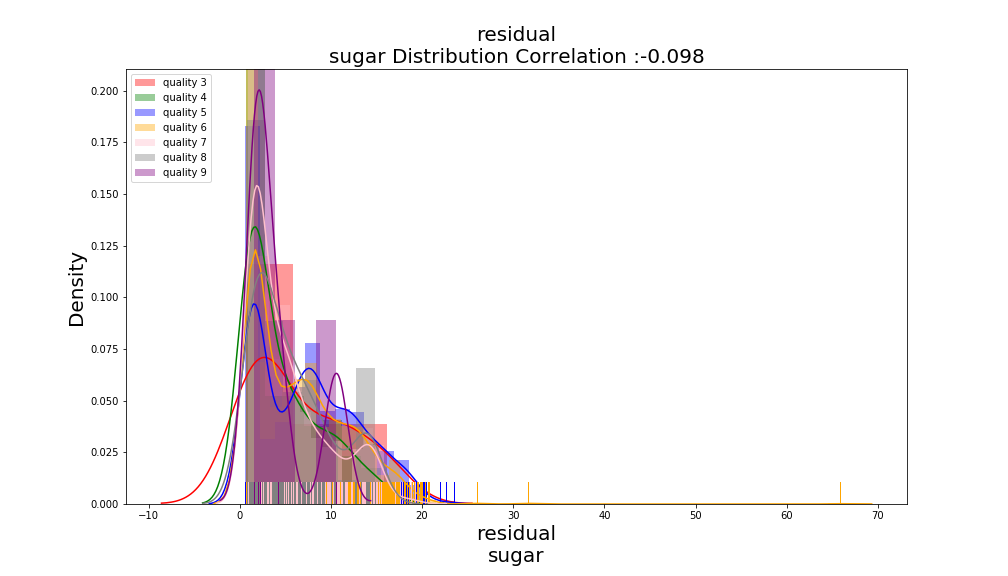 residual
sugar Distribution Correlation :-0.098
quality 3
quality 4
quality 5
quality 6
quality 7
quality 8
quality 9
Density
0.200
0.175
0.150
0.125
0.100
0.075
0.050
0.025
0.000
−10 0 10 20 30 40 50 60 70
residual
sugar